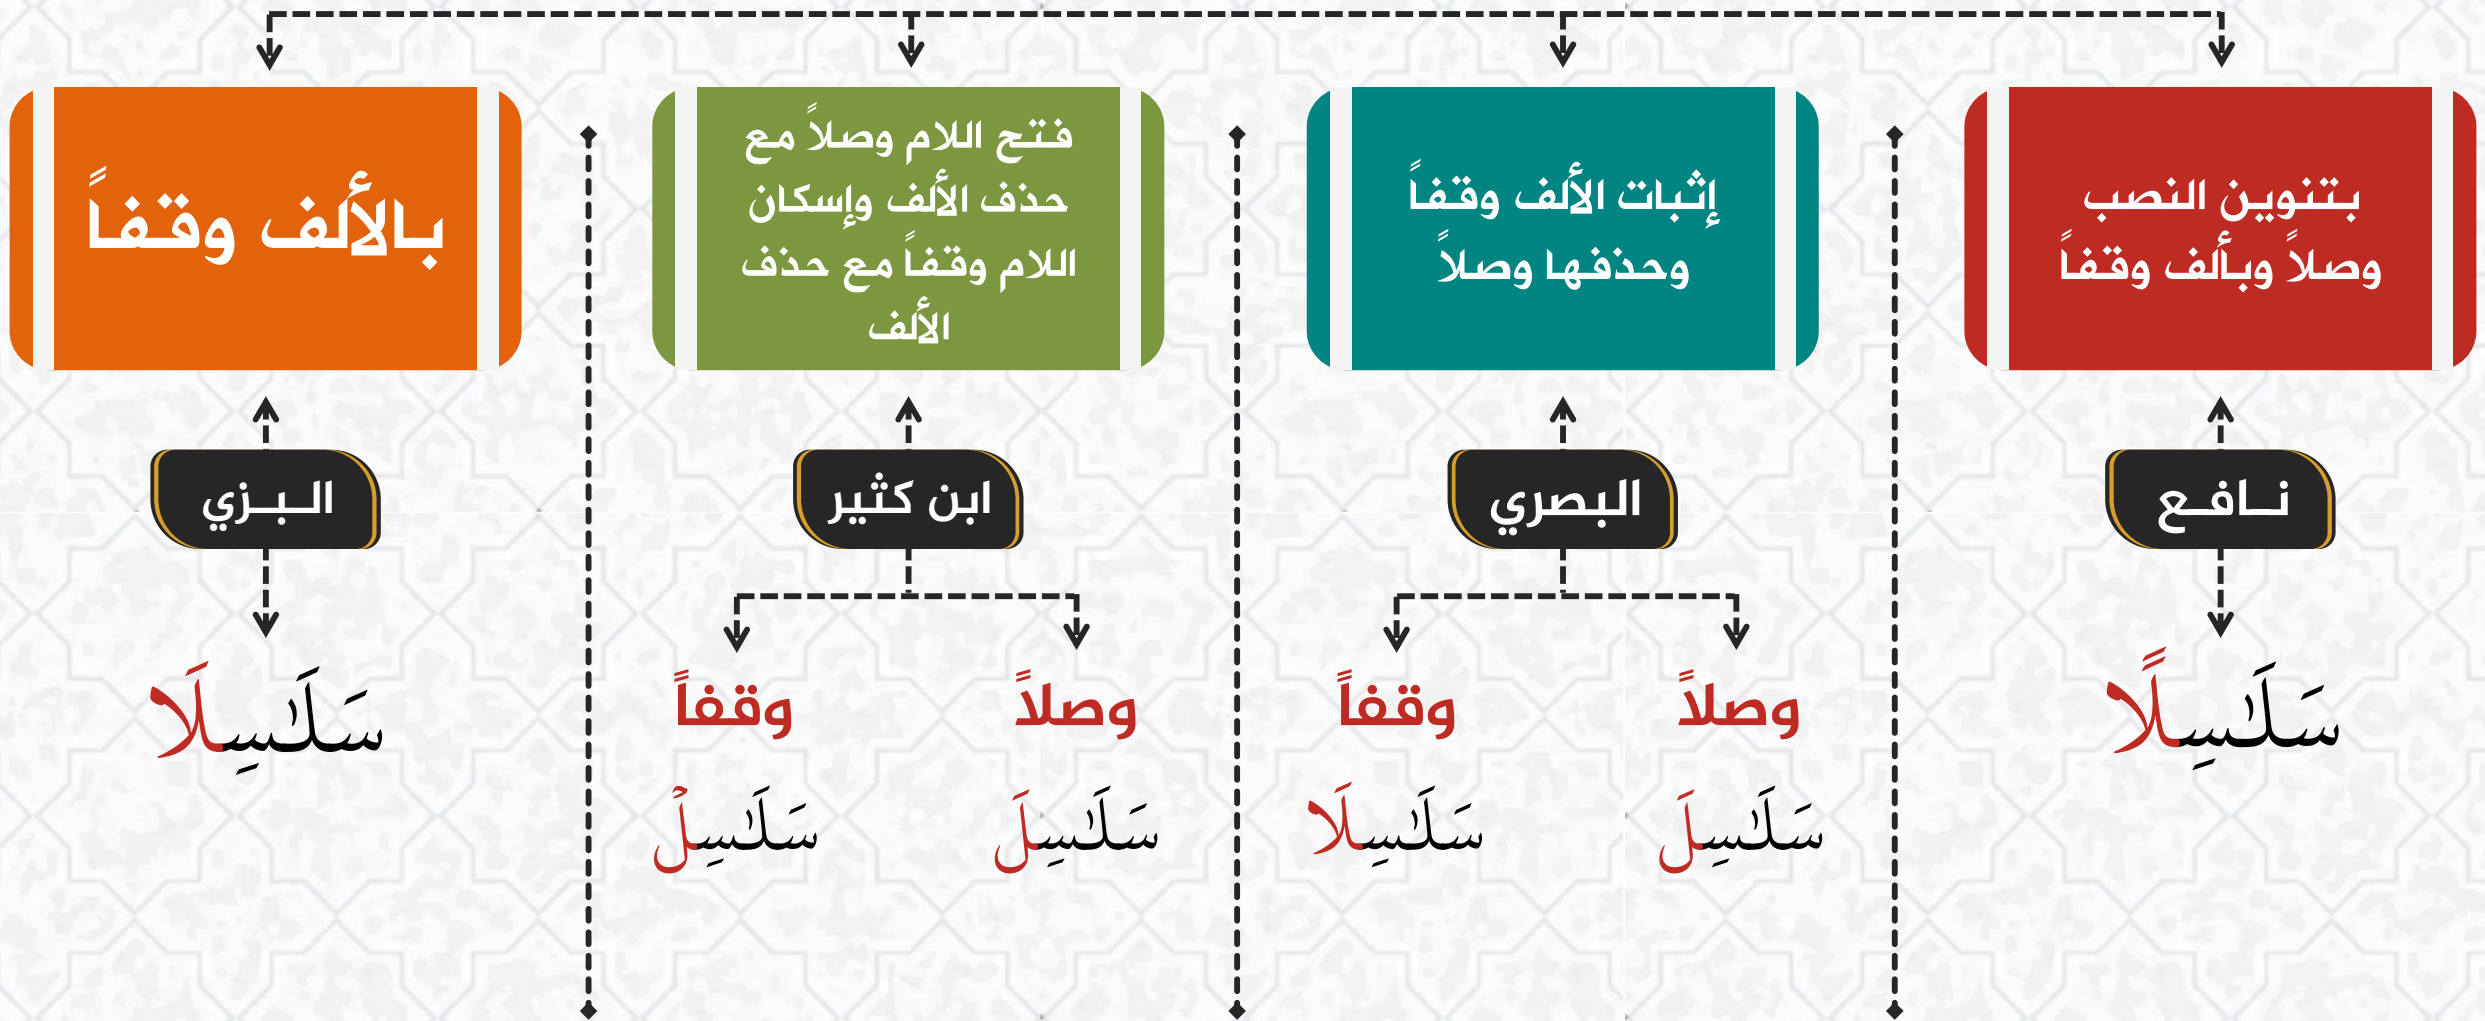 بتنوين النصب
وصلاً وبألف وقفاً
نافع
سَلَٰسِلًا
إثبات الألف وقفاً
وحذفها وصلاً
البصري
وصلاً
سَلَٰسِلَ
وقفاً
سَلَٰسِلَا
فتح اللام وصلاً مع
حذف الألف وإسكان
اللام وقفاً مع حذف
الألف
ابن كثير
وصلاً
سَلَٰسِلَ
وقفاً
سَلَٰسِلۡ
بالألف وقفاً
البزي
سَلَٰسِلَا